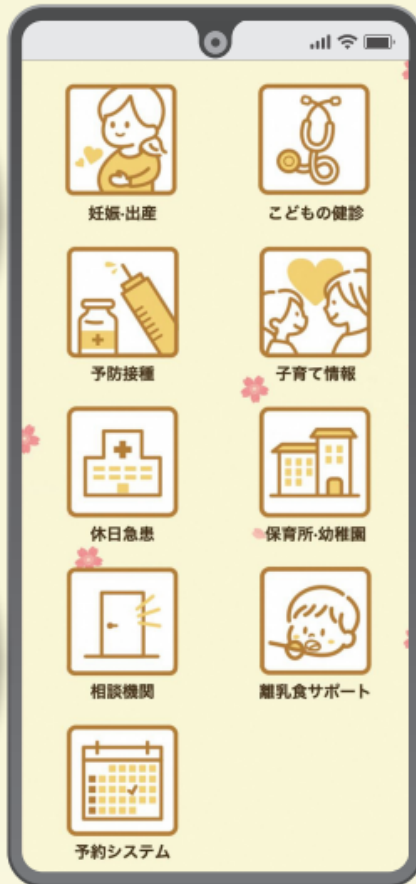 妊娠・出産
こどもの健診
予防接種
子育て情報
休日急患
保育所・幼稚園
相談機関
離乳食サポート
予約システム